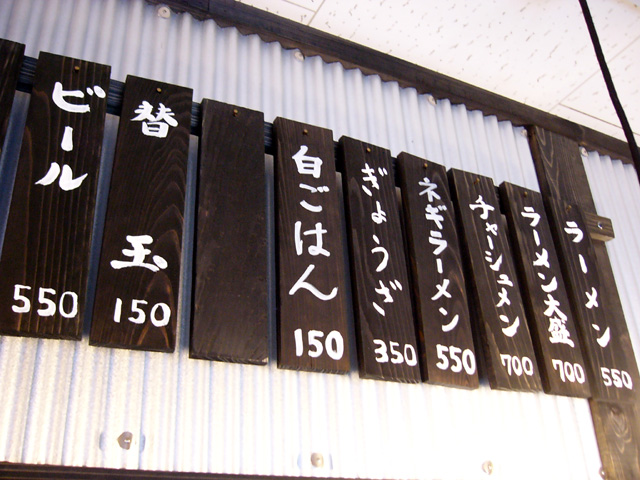 ラーメン
550
ラーメン大盛
700
チャーシュメン
700
ネギラーメン
550
ぎょうざ
350
白ごはん
150
替玉
150
ビール
550